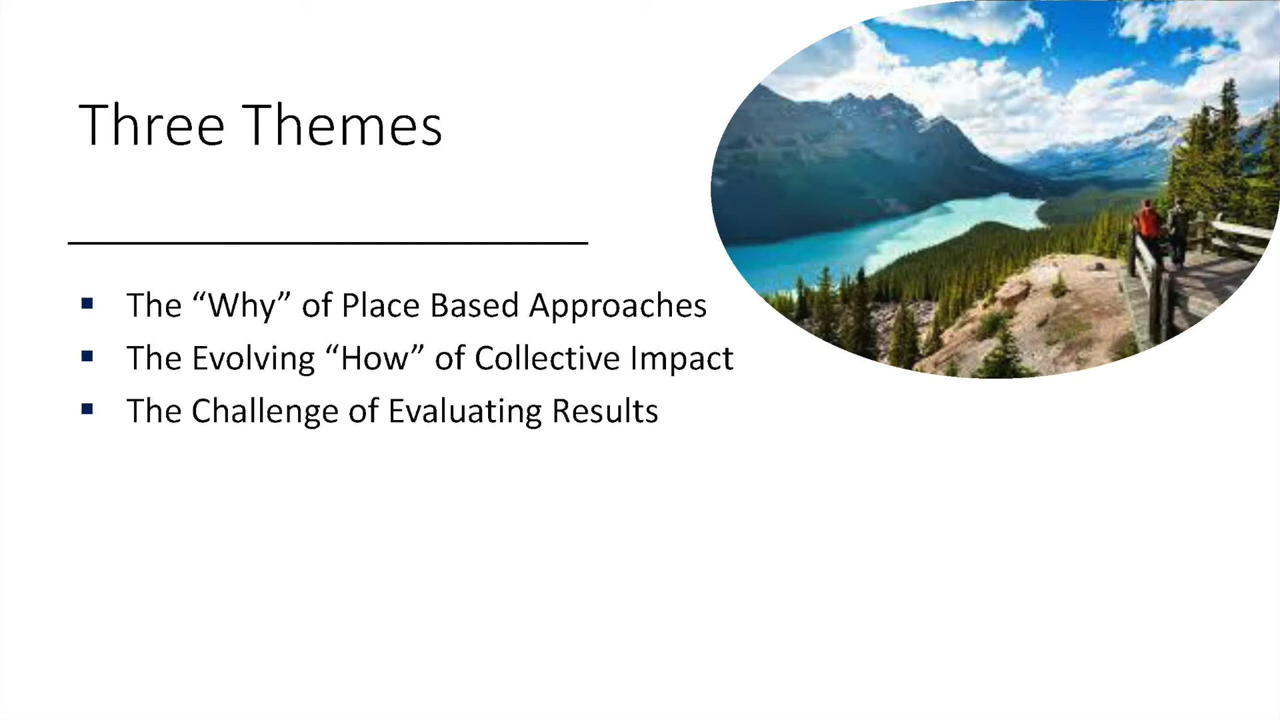 Three Themes
The “Why” of Place Based Approaches
The Evolving “How” of Collective Impact
The Challenge of Evaluating Results